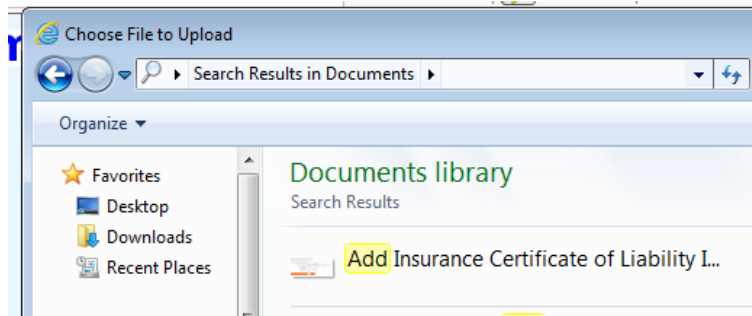 Choose File to Upload
Search Results in Documents
Organize
Favorites
Desktop
Downloads
Recent Places
Documents library
Search Results
Add Insurance Certificate of Liability I...